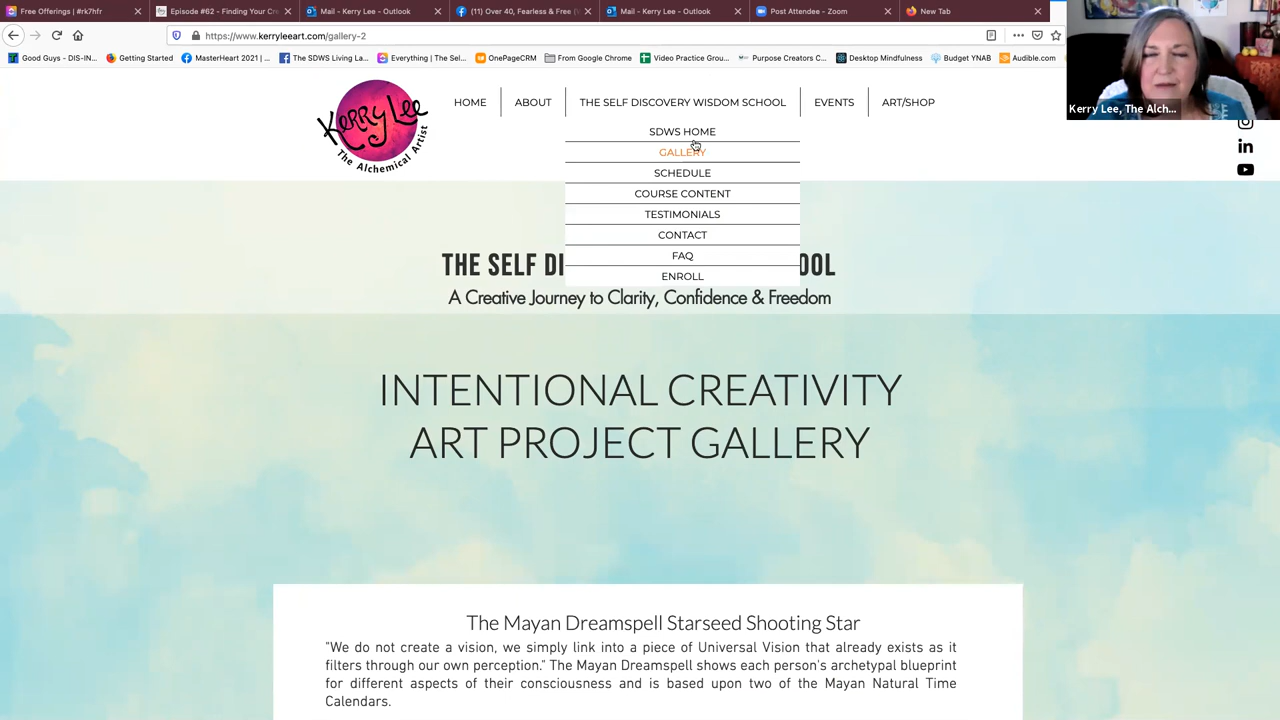 Free Offerings | #rk7hfr
Episode #62 - Finding Your Cr
Mail - Kerry Lee - Outlook
(11) Over 40, Fearless & Free (
Mail - Kerry Lee - Outlook
Post Attendee - Zoom
New Tab
https://www.kerryleeart.com/gallery-2
Good Guys - DIS-IN...
Getting Started
MasterHeart 2021 | ...
The SDWS Living La...
Everything | The Sel...
OnePageCRM
From Google Chrome
Video Practice Grou...
Purpose Creators C...
Desktop Mindfulness
Budget YNAB
Audible.com
Kerry Lee, The Alch...
Kerry Lee
The Alchemical Artist
HOME
ABOUT
THE SELF DISCOVERY WISDOM SCHOOL
EVENTS
ART/SHOP
SDWS HOME
GALLERY
SCHEDULE
COURSE CONTENT
TESTIMONIALS
CONTACT
FAQ
ENROLL
THE SELF DI OOL
A Creative Journey to Clarity, Confidence & Freedom
INTENTIONAL CREATIVITY
ART PROJECT GALLERY
The Mayan Dreamspell Starseed Shooting Star
"We do not create a vision, we simply link into a piece of Universal Vision that already exists as it
filters through our own perception." The Mayan Dreamspell shows each person's archetypal blueprint
for different aspects of their consciousness and is based upon two of the Mayan Natural Time
Calendars.